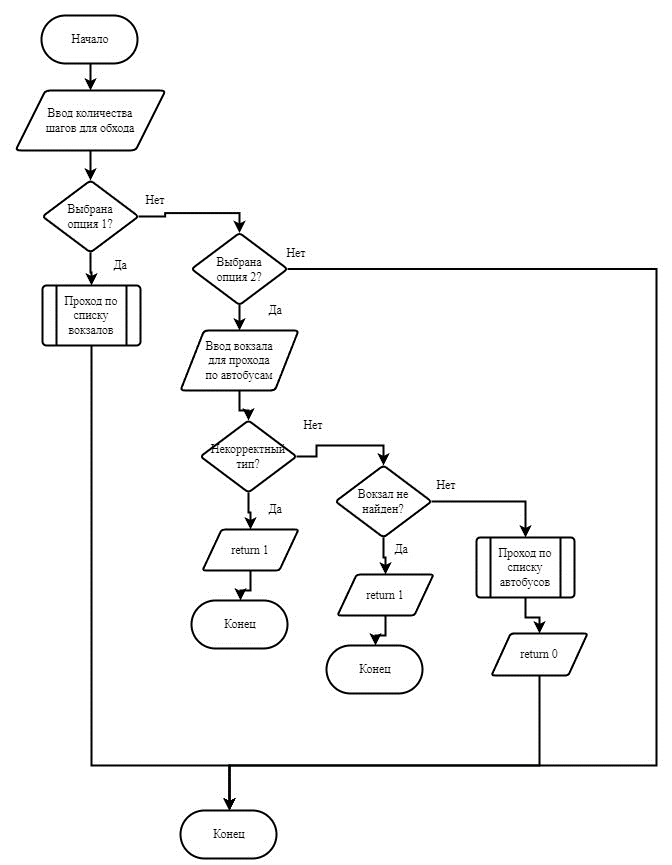 Начало
Ввод количества
шагов для обхода
Выбрана
опция 1?
Нет
Да
Проход по
списку
вокзалов
Выбрана
опция 2?
Нет
Да
Ввод вокзала
для прохода
по автобусам
Некорректный
тип?
Нет
Да
return 1
Конец
Вокзал не
найден?
Нет
Да
return 1
Конец
Проход по
списку
автобусов
return 0
Конец